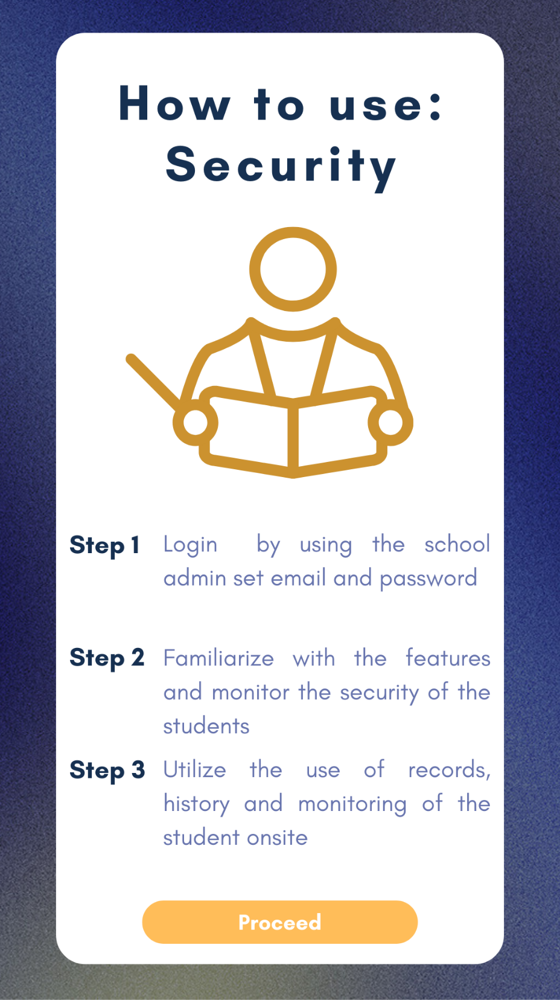 How to use:
Security
Step 1 Login by using the school
admin set email and password
Step 2 Familiarize with the features
and monitor the security of the
students
Step 3 Utilize the use of records,
history and monitoring of the
student onsite
Proceed